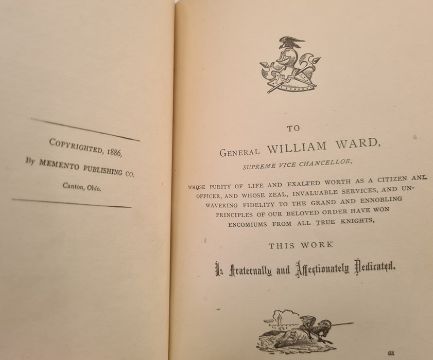 COPYRIGHTED, 1886,
BY MEMENTO PUBLISHING CO.
Canton, Ohio.
TO
GENERAL WILLIAM WARD,
SUPREME VICE CHANCELLOR,
WHOSE PURITY OF LIFE AND EXALTED WORTH AS A CITIZEN AND
OFFICER, AND WHOSE ZEAL, INVALUABLE SERVICES, AND UN-
WAVERING FIDELITY TO THE GRAND AND ENNOBLING
PRINCIPLES OF OUR BELOVED ORDER HAVE WON
ENCOMIUMS FROM ALL TRUE KNIGHTS,
THIS WORK
Is Fraternally and Affectionately Dedicated.